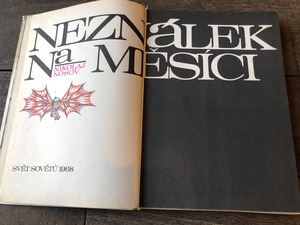 NEZNÁLEK
Na MĚSÍCI
NIKOLAJ
NOSOV
SVĚT SOVĚTŮ 1968